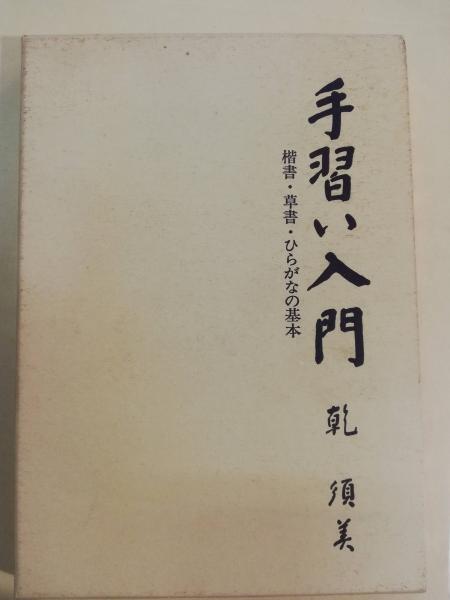 手習い入門
楷書・草書・ひらがなの基本
乾 須美